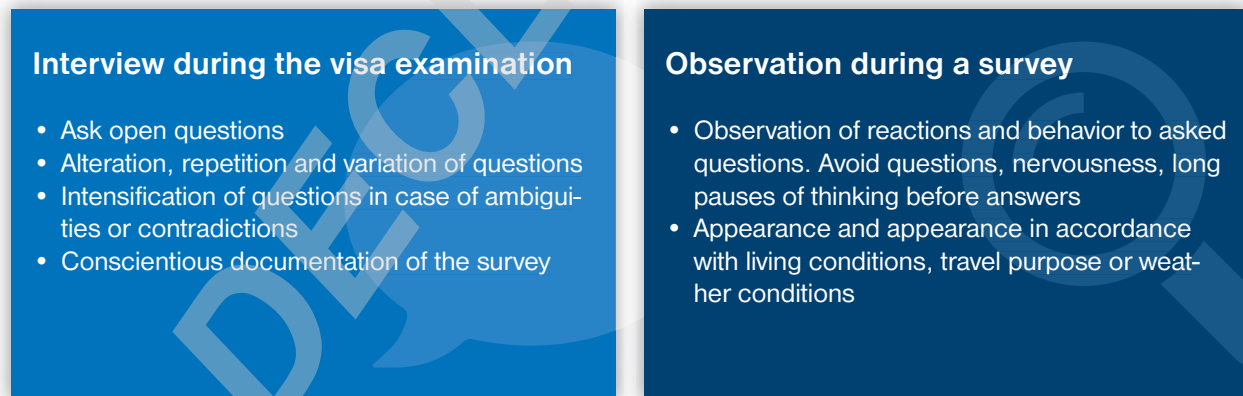 Interview during the visa examination
• Ask open questions
• Alteration, repetition and variation of questions
• Intensification of questions in case of ambigui-
ties or contradictions
• Conscientious documentation of the survey
Observation during a survey
• Observation of reactions and behavior to asked
questions. Avoid questions, nervousness, long
pauses of thinking before answers
• Appearance and appearance in accordance
with living conditions, travel purpose or weat-
her conditions